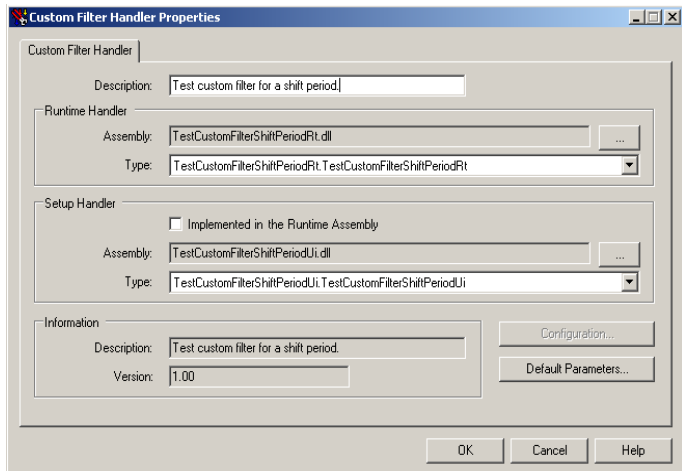 Custom Filter Handler Properties
Custom Filter Handler
Description: Test custom filter for a shift period.
Runtime Handler
Assembly: TestCustomFilterShiftPeriodRt.dll ...
Type: TestCustomFilterShiftPeriodRt.TestCustomFilterShiftPeriodRt
Setup Handler
Implemented in the Runtime Assembly
Assembly: TestCustomFilterShiftPeriodUi.dll ...
Type: TestCustomFilterShiftPeriodUi.TestCustomFilterShiftPeriodUi
Information
Configuration...
Description: Test custom filter for a shift period.
Default Parameters...
Version: 1.00
OK Cancel Help